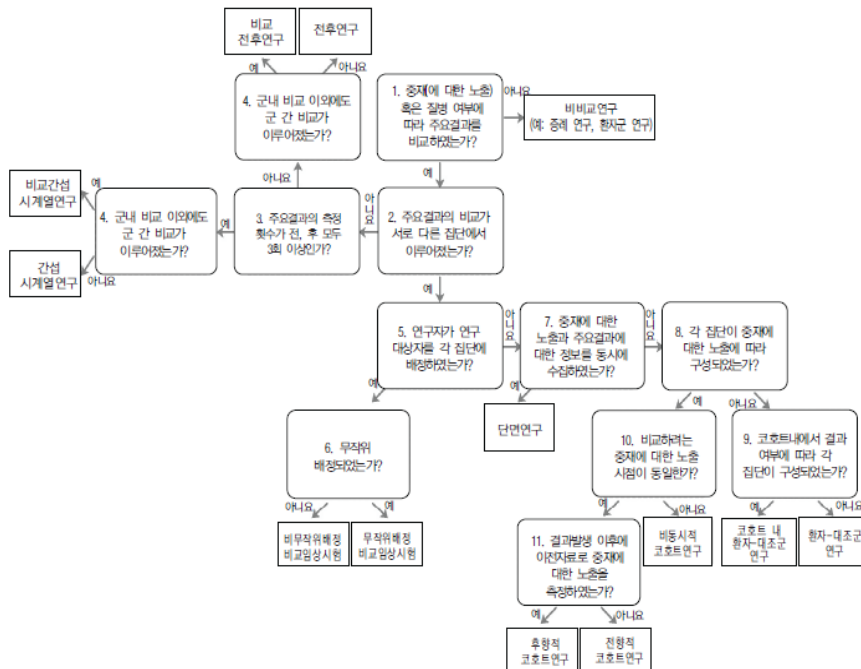 비교
전후연구
전후연구
예
아니요
4. 군내 비교 이외에도
군 간 비교가
이루어졌는가?
1. 중재(에 대한 노출)
혹은 질병 여부에
따라 주요결과를
비교하였는가?
아니요
비비교연구
(예: 증례 연구, 환자군 연구)
아니요
예
비교간섭
시계열연구
예
4. 군내 비교 이외에도
군 간 비교가
이루어졌는가?
예
3. 주요결과의 측정
횟수가 전, 후 모두
3회 이상인가?
아니요
2. 주요결과의 비교가
서로 다른 집단에서
이루어졌는가?
간섭
시계열연구
아니요
예
5. 연구자가 연구
대상자를 각 집단에
배정하였는가?
아니요
7. 중재에 대한
노출과 주요결과에
대한 정보를 동시에
수집하였는가?
아니요
8. 각 집단이 중재에
대한 노출에 따라
구성되었는가?
예
예
예
아니요
단면연구
6. 무작위
배정되었는가?
10. 비교하려는
중재에 대한 노출
시점이 동일한가?
9. 코호트내에서 결과
여부에 따라 각
집단이 구성되었는가?
아니요
예
예
아니요
예
아니요
비무작위배정
비교임상시험
무작위배정
비교임상시험
비동시적
코호트연구
코호트 내
환자-대조군
연구
환자-대조군
연구
11. 결과발생 이후에
이전자료로 중재에
대한 노출을
측정하였는가?
예
아니요
후향적
코호트연구
전향적
코호트연구